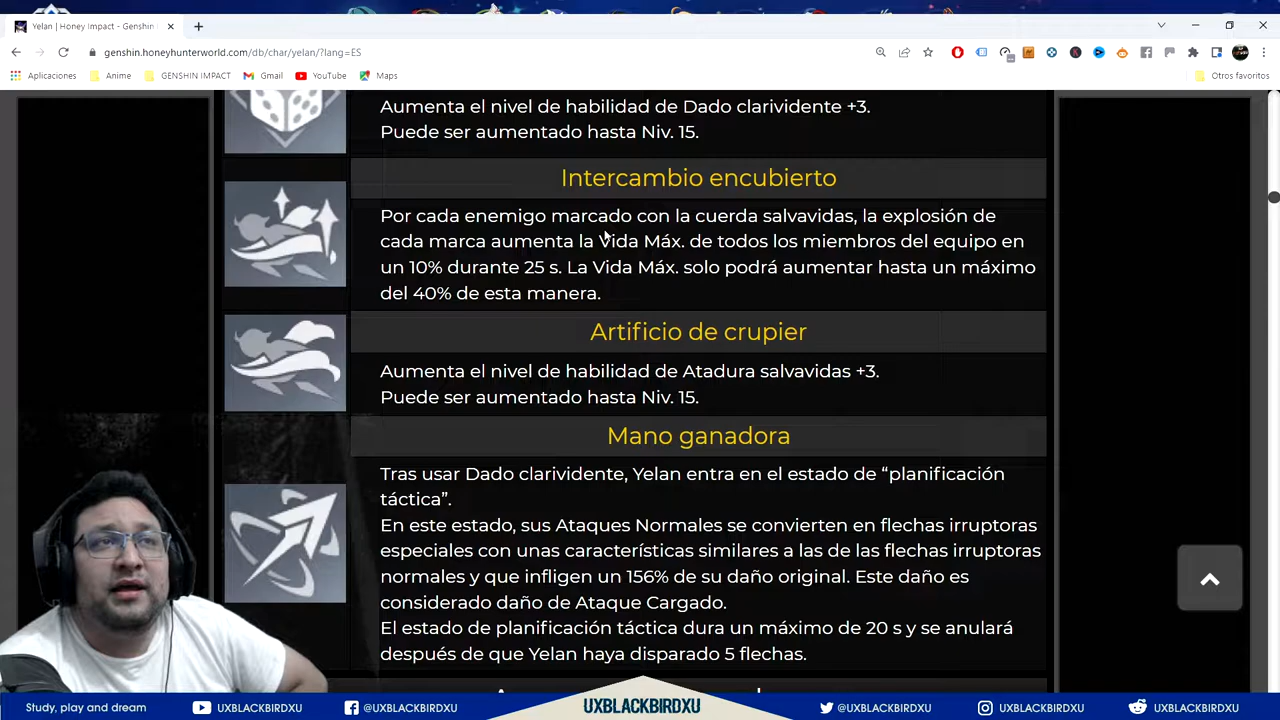 Yelan | Honey Impact - Genshin
genshin.honeyhunterworld.com/db/char/yelan/?lang=ES
Aplicaciones Anime GENSHIN IMPACT Gmail YouTube Maps Otros favoritos
Aumenta el nivel de habilidad de Dado clarividente +3.
Puede ser aumentado hasta Niv. 15.
Intercambio encubierto
Por cada enemigo marcado con la cuerda salvavidas, la explosión de
cada marca aumenta la Vida Máx. de todos los miembros del equipo en
un 10% durante 25 s. La Vida Máx. solo podrá aumentar hasta un máximo
del 40% de esta manera.
Artificio de crupier
Aumenta el nivel de habilidad de Atadura salvavidas +3.
Puede ser aumentado hasta Niv. 15.
Mano ganadora
Tras usar Dado clarividente, Yelan entra en el estado de “planificación
táctica”.
En este estado, sus Ataques Normales se convierten en flechas irruptoras
especiales con unas características similares a las de las flechas irruptoras
normales y que infligen un 156% de su daño original. Este daño es
considerado daño de Ataque Cargado.
El estado de planificación táctica dura un máximo de 20 s y se anulará
después de que Yelan haya disparado 5 flechas.
Study, play and dream UXBLACKBIRDXU @UXBLACKBIRDXU UXBLACKBIRDXU @UXBLACKBIRDXU UXBLACKBIRDXU UXBLACKBIRDXU